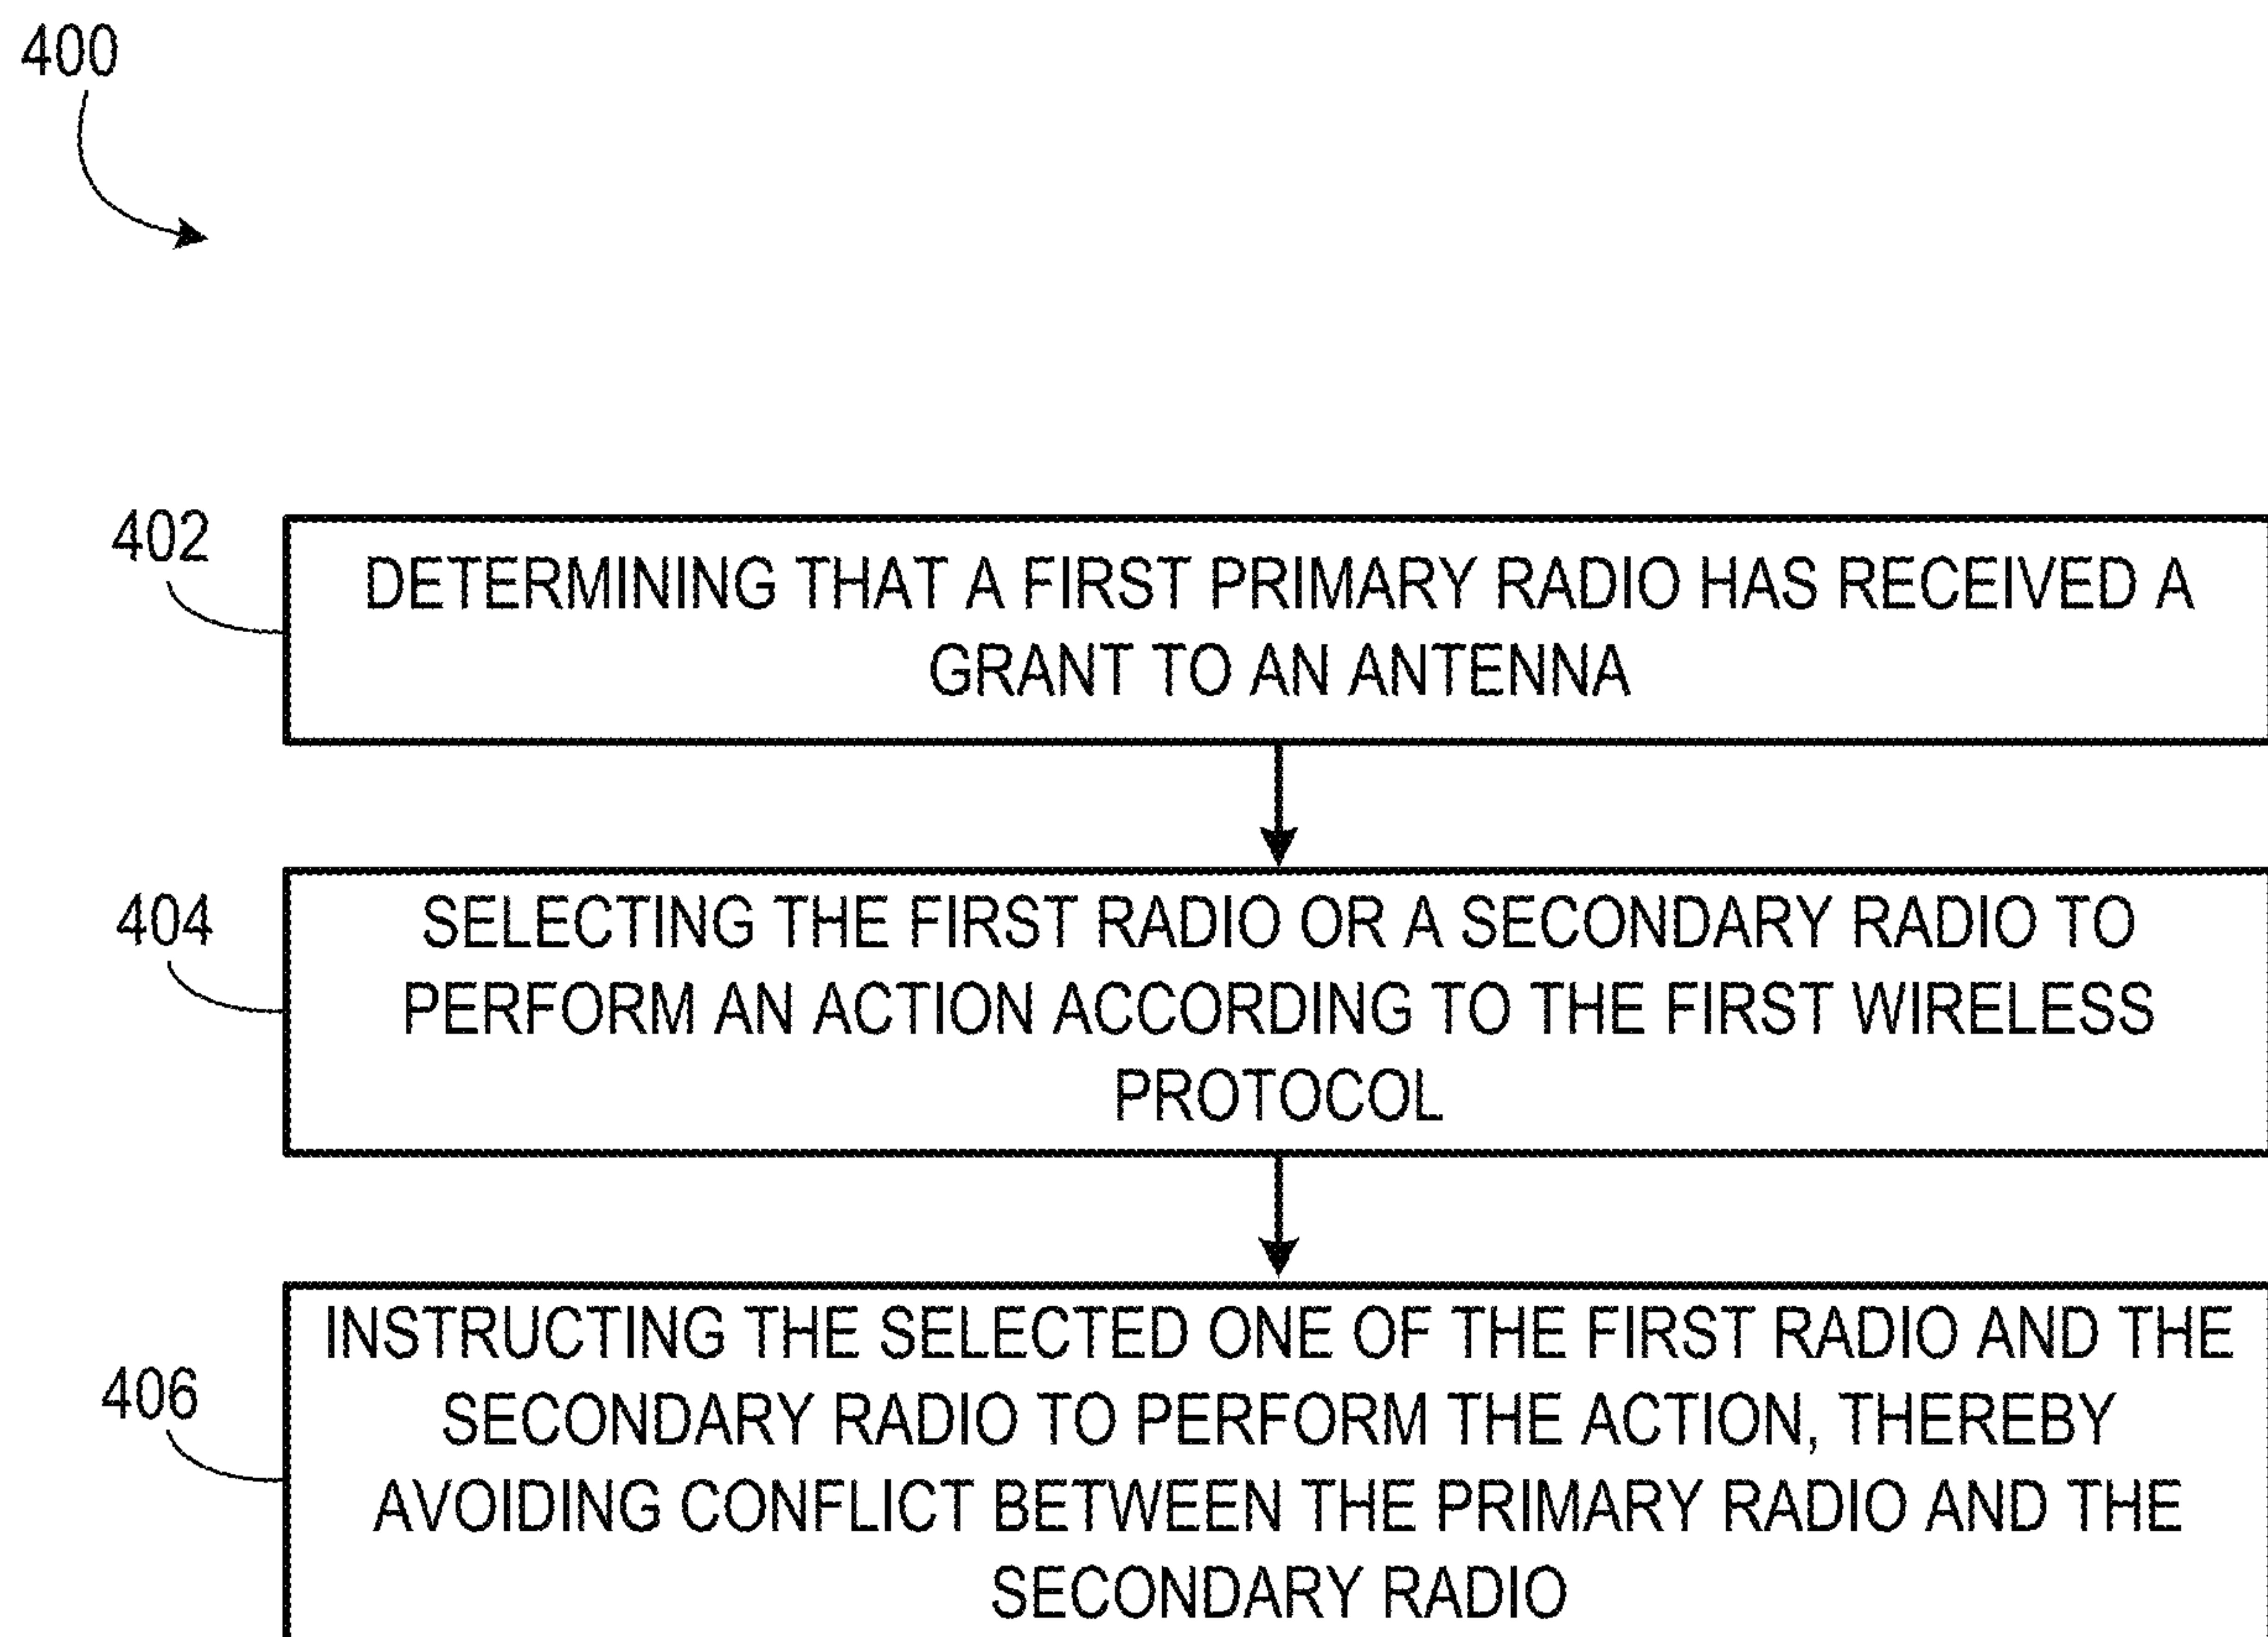 400
402
DETERMINING THAT A FIRST PRIMARY RADIO HAS RECEIVED A
GRANT TO AN ANTENNA
404
SELECTING THE FIRST RADIO OR A SECONDARY RADIO TO
PERFORM AN ACTION ACCORDING TO THE FIRST WIRELESS
PROTOCOL
406
INSTRUCTING THE SELECTED ONE OF THE FIRST RADIO AND THE
SECONDARY RADIO TO PERFORM THE ACTION, THEREBY
AVOIDING CONFLICT BETWEEN THE PRIMARY RADIO AND THE
SECONDARY RADIO